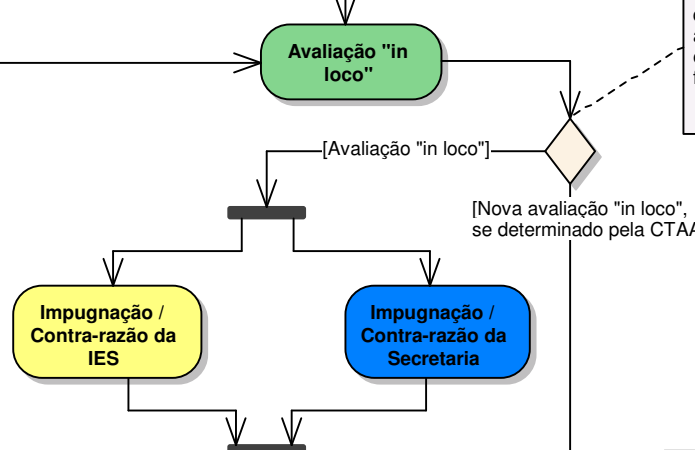 Avaliação "in
loco"
[Avaliação "in loco"]
[Nova avaliação "in loco",
se determinado pela
Impugnação /
Contra-razão da
IES
Impugnação /
Contra-razão da
Secretaria